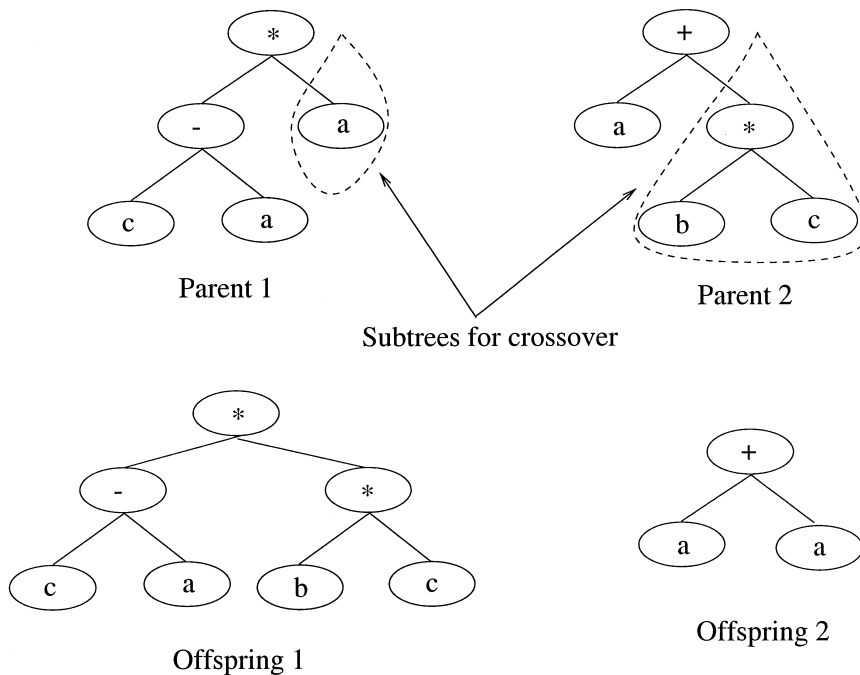 *
+
-
a
a
*
c
a
b
c
Parent 1
Parent 2
Subtrees for crossover
*
+
-
*
a
a
c
a
b
c
Offspring 1
Offspring 2